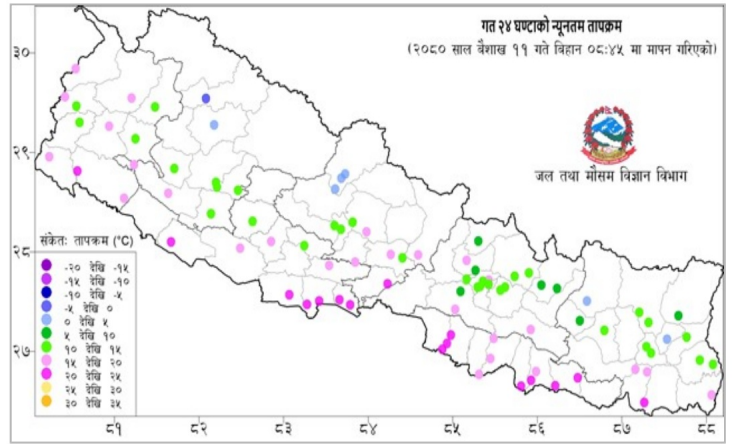 गत २४ घण्टाको न्यूनतम तापक्रम
(२०८० साल बैशाख ११ गते बिहान ०८:४५ मा मापन गरिएको)
जल तथा मौसम विज्ञान विभाग
३०
२९
२८
२७
संकेतः तापक्रम (°C)
-२० देखि -१५
-१५ देखि -१०
-१० देखि -५
-५ देखि ०
० देखि ५
५ देखि १०
१० देखि १५
१५ देखि २०
२० देखि २५
२५ देखि ३०
३० देखि ३५
८१ ८२ ८३ ८४ ८५ ८६ ८७ ८८